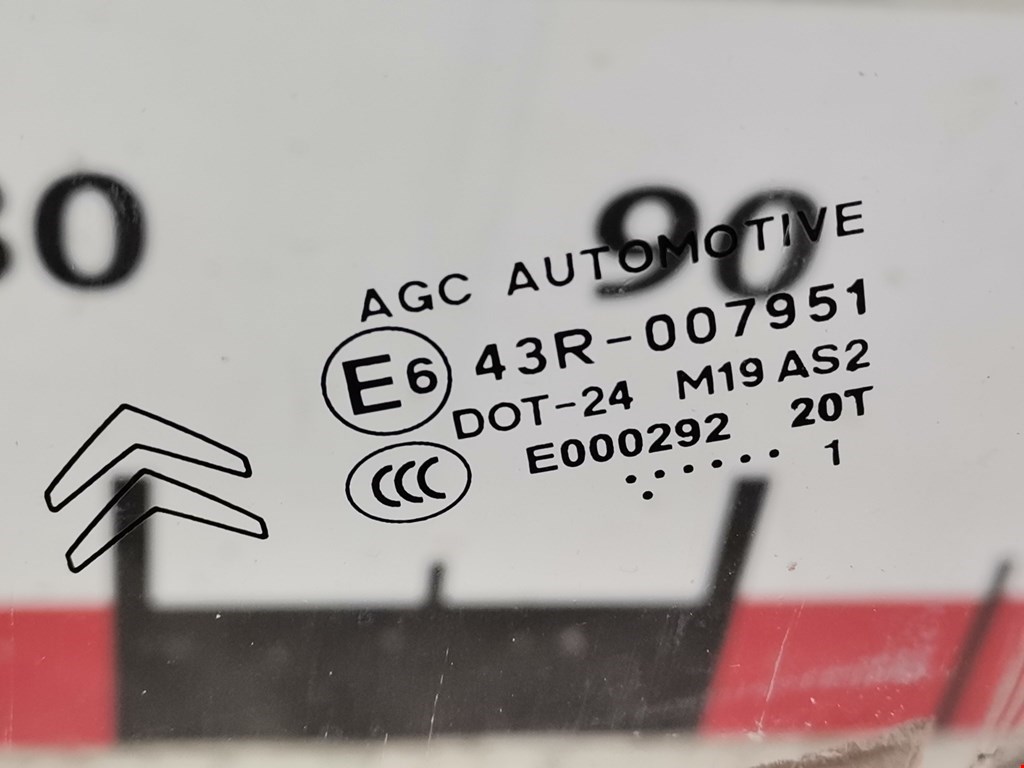 80 90
AGC AUTOMOTIVE
E6 43R-007951
DOT-24 M19 AS2
CCC E000292 20T
1